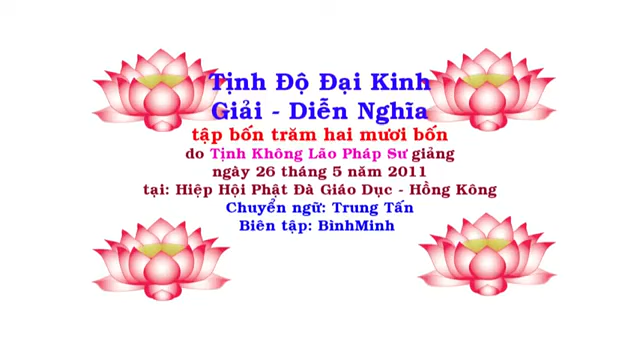 Tịnh Độ Đại Kinh
Giải - Diễn Nghĩa
tập bốn trăm hai mươi bốn
do Tịnh Không Lão Pháp Sư giảng
ngày 26 tháng 5 năm 2011
tại: Hiệp Hội Phật Đà Giáo Dục - Hồng Kông
Chuyển ngữ: Trung Tấn
Biên tập: BìnhMinh